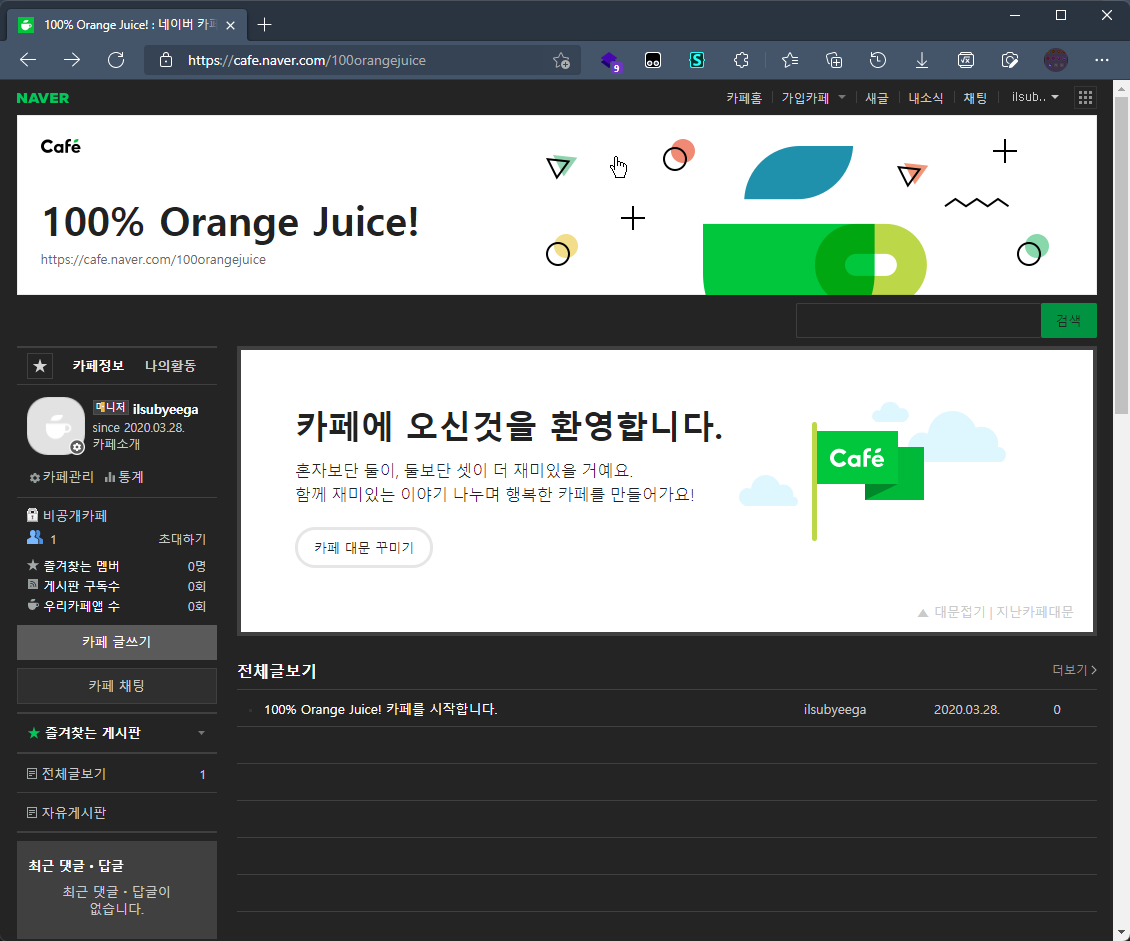 100% Orange Juice! : 네이버 카페
https://cafe.naver.com/100orangejuice
9
NAVER
카페홈 가입카페 새글 내소식 채팅 ilsub..
Café
100% Orange Juice!
https://cafe.naver.com/100orangejuice
검색
카페정보 나의활동
매니저 ilsubyeega
since 2020.03.28.
카페소개
카페관리 통계
비공개카페
1 초대하기
즐겨찾는 멤버 0명
게시판 구독수 0회
우리카페앱 수 0회
카페 글쓰기
카페 채팅
즐겨찾는 게시판
전체글보기 1
자유게시판
최근 댓글・답글
최근 댓글・답글이
없습니다.
카페에 오신것을 환영합니다.
혼자보단 둘이, 둘보단 셋이 더 재미있을 거예요.
함께 재미있는 이야기 나누며 행복한 카페를 만들어가요!
카페 대문 꾸미기
Café
▲ 대문접기 | 지난카페대문
전체글보기 더보기
100% Orange Juice! 카페를 시작합니다. ilsubyeega 2020.03.28. 0